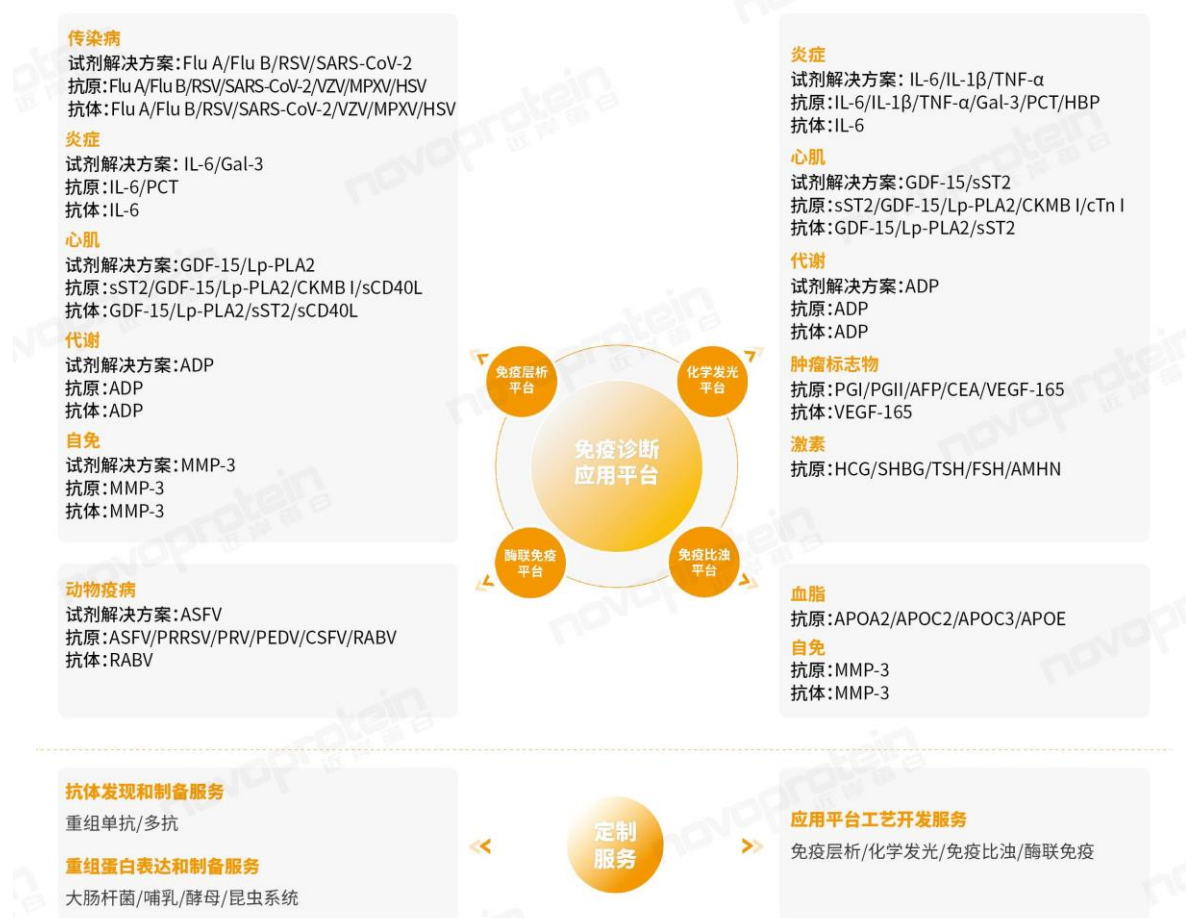 传染病
试剂解决方案:Flu A/Flu B/RSV/SARS-CoV-2
抗原:Flu A/Flu B/RSV/SARS-CoV-2/VZV/MPXV/HSV
抗体:Flu A/Flu B/RSV/SARS-CoV-2/VZV/MPXV/HSV
炎症
试剂解决方案: IL-6/Gal-3
抗原:IL-6/PCT
抗体:IL-6
心肌
试剂解决方案:GDF-15/Lp-PLA2
抗原:sST2/GDF-15/Lp-PLA2/CKMB I/sCD40L
抗体:GDF-15/Lp-PLA2/sST2/sCD40L
代谢
试剂解决方案:ADP
抗原:ADP
抗体:ADP
自免
试剂解决方案:MMP-3
抗原:MMP-3
抗体:MMP-3
动物疫病
试剂解决方案:ASFV
抗原:ASFV/PRRSV/PRV/PEDV/CSFV/RABV
抗体:RABV
免疫层析
平台
化学发光
平台
免疫诊断
应用平台
酶联免疫
平台
免疫比浊
平台
炎症
试剂解决方案: IL-6/IL-1β/TNF-α
抗原:IL-6/IL-1β/TNF-α/Gal-3/PCT/HBP
抗体:IL-6
心肌
试剂解决方案:GDF-15/sST2
抗原:sST2/GDF-15/Lp-PLA2/CKMB I/cTn I
抗体:GDF-15/Lp-PLA2/sST2
代谢
试剂解决方案:ADP
抗原:ADP
抗体:ADP
肿瘤标志物
抗原:PGI/PGII/AFP/CEA/VEGF-165
抗体:VEGF-165
激素
抗原:HCG/SHBG/TSH/FSH/AMHN
血脂
抗原:APOA2/APOC2/APOC3/APOE
自免
抗原:MMP-3
抗体:MMP-3
抗体发现和制备服务
重组单抗/多抗
重组蛋白表达和制备服务
大肠杆菌/哺乳/酵母/昆虫系统
定制
服务
应用平台工艺开发服务
免疫层析/化学发光/免疫比浊/酶联免疫
novoprotein
近岸蛋白